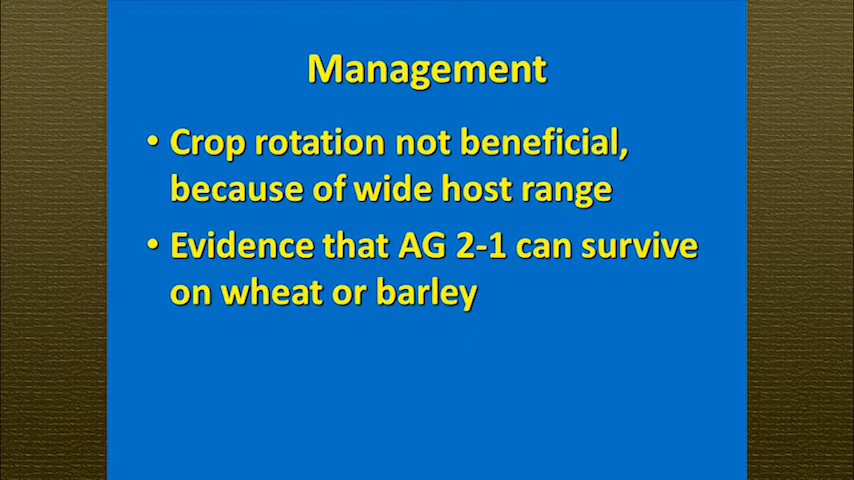 Management
• Crop rotation not beneficial,
because of wide host range
• Evidence that AG 2-1 can survive
on wheat or barley